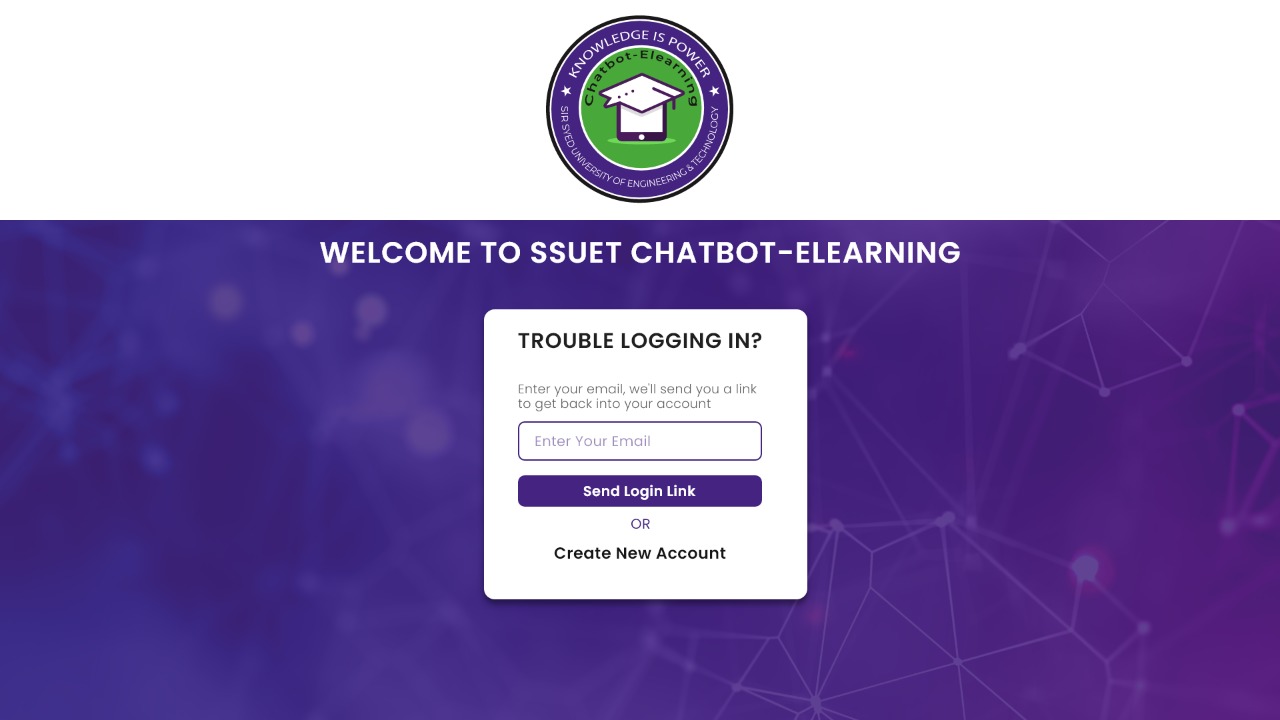 KNOWLEDGE IS POWER
Chatbot-Elearning
SIR SYED UNIVERSITY OF ENGINEERING & TECHNOLOGY
WELCOME TO SSUET CHATBOT-ELEARNING
TROUBLE LOGGING IN?
Enter your email, we'll send you a link
to get back into your account
Enter Your Email
Send Login Link
OR
Create New Account